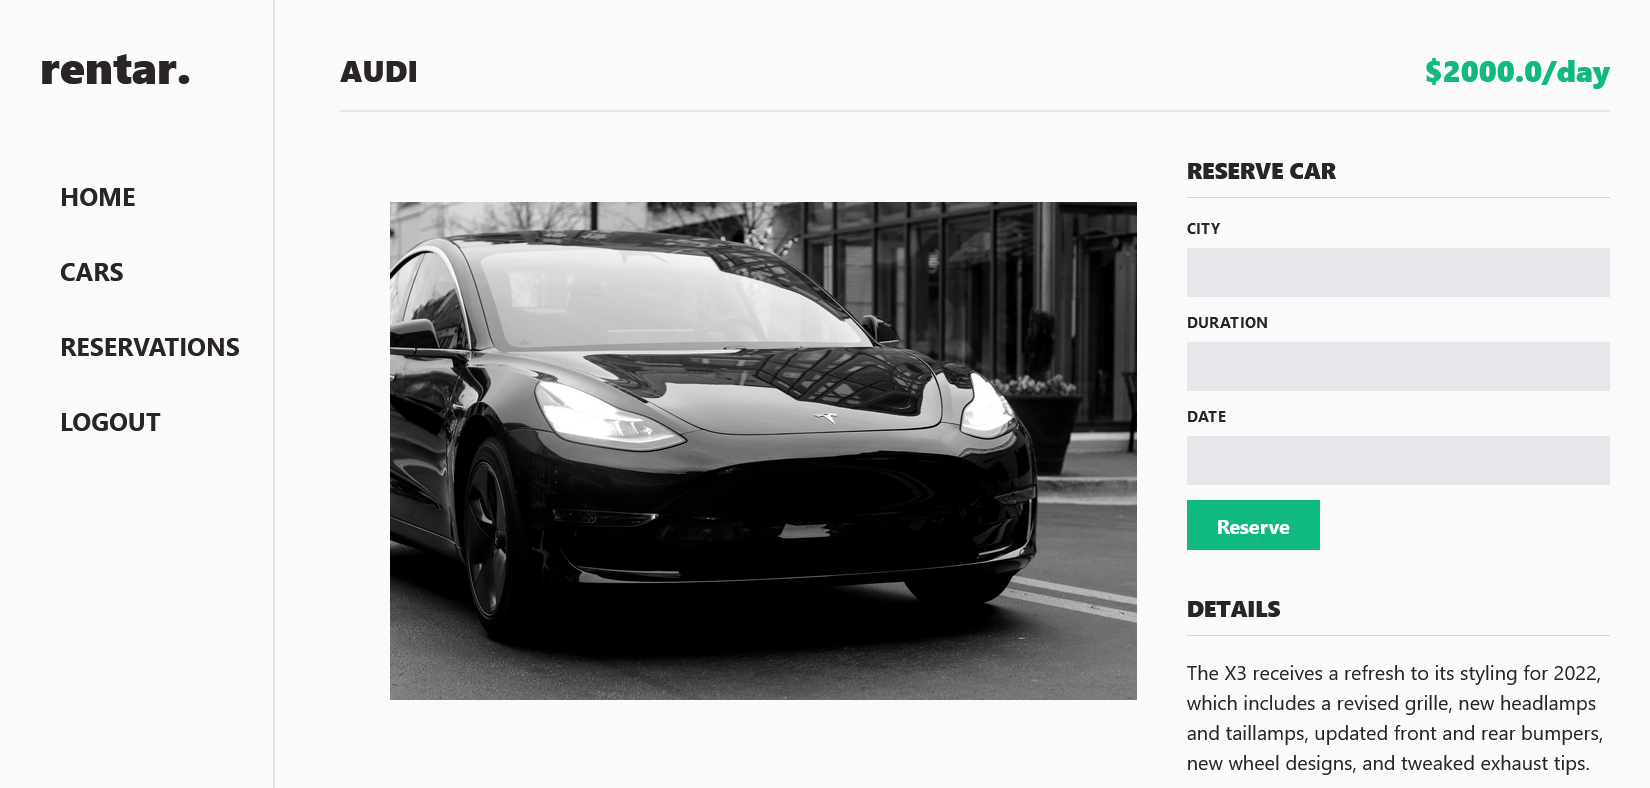 rentar.
HOME
CARS
RESERVATIONS
LOGOUT
AUDI
$2000.0/day
RESERVE CAR
CITY
DURATION
DATE
Reserve
DETAILS
The X3 receives a refresh to its styling for 2022,
which includes a revised grille, new headlamps
and taillamps, updated front and rear bumpers,
new wheel designs, and tweaked exhaust tips.